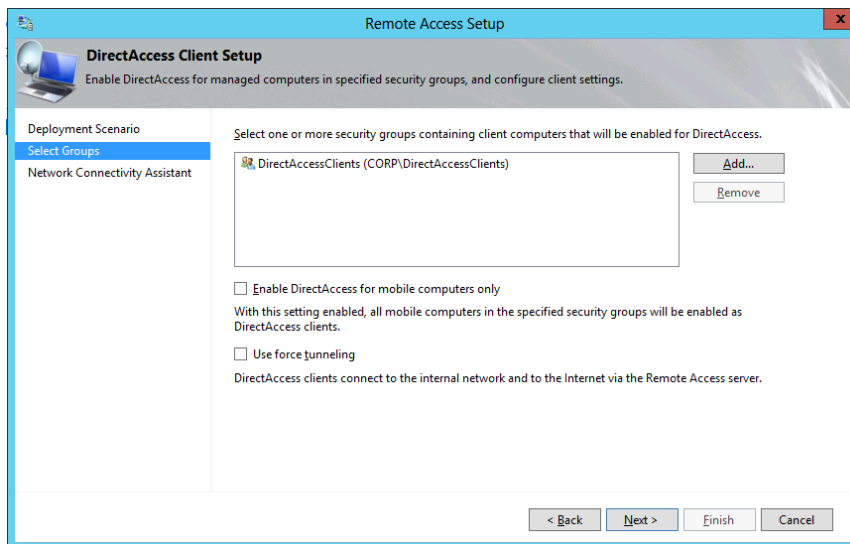 Remote Access Setup
x
DirectAccess Client Setup
Enable DirectAccess for managed computers in specified security groups, and configure client settings.
Deployment Scenario
Select Groups
Network Connectivity Assistant
Select one or more security groups containing client computers that will be enabled for DirectAccess.
DirectAccessClients (CORP\DirectAccessClients)
Add...
Remove
Enable DirectAccess for mobile computers only
With this setting enabled, all mobile computers in the specified security groups will be enabled as
DirectAccess clients.
Use force tunneling
DirectAccess clients connect to the internal network and to the Internet via the Remote Access server.
< Back
Next >
Finish
Cancel